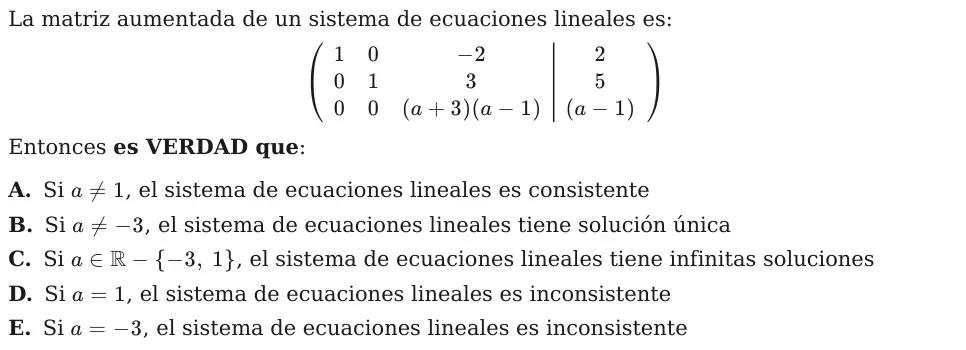 La matriz aumentada de un sistema de ecuaciones lineales es:
1 0 −2 2
0 1 3 5
0 0 (a + 3)(a − 1) (a − 1)
Entonces es VERDAD que:
A. Si a ≠ 1, el sistema de ecuaciones lineales es consistente
B. Si a ≠ −3, el sistema de ecuaciones lineales tiene solución única
C. Si a ∈ ℝ − {−3, 1}, el sistema de ecuaciones lineales tiene infinitas soluciones
D. Si a = 1, el sistema de ecuaciones lineales es inconsistente
E. Si a = −3, el sistema de ecuaciones lineales es inconsistente